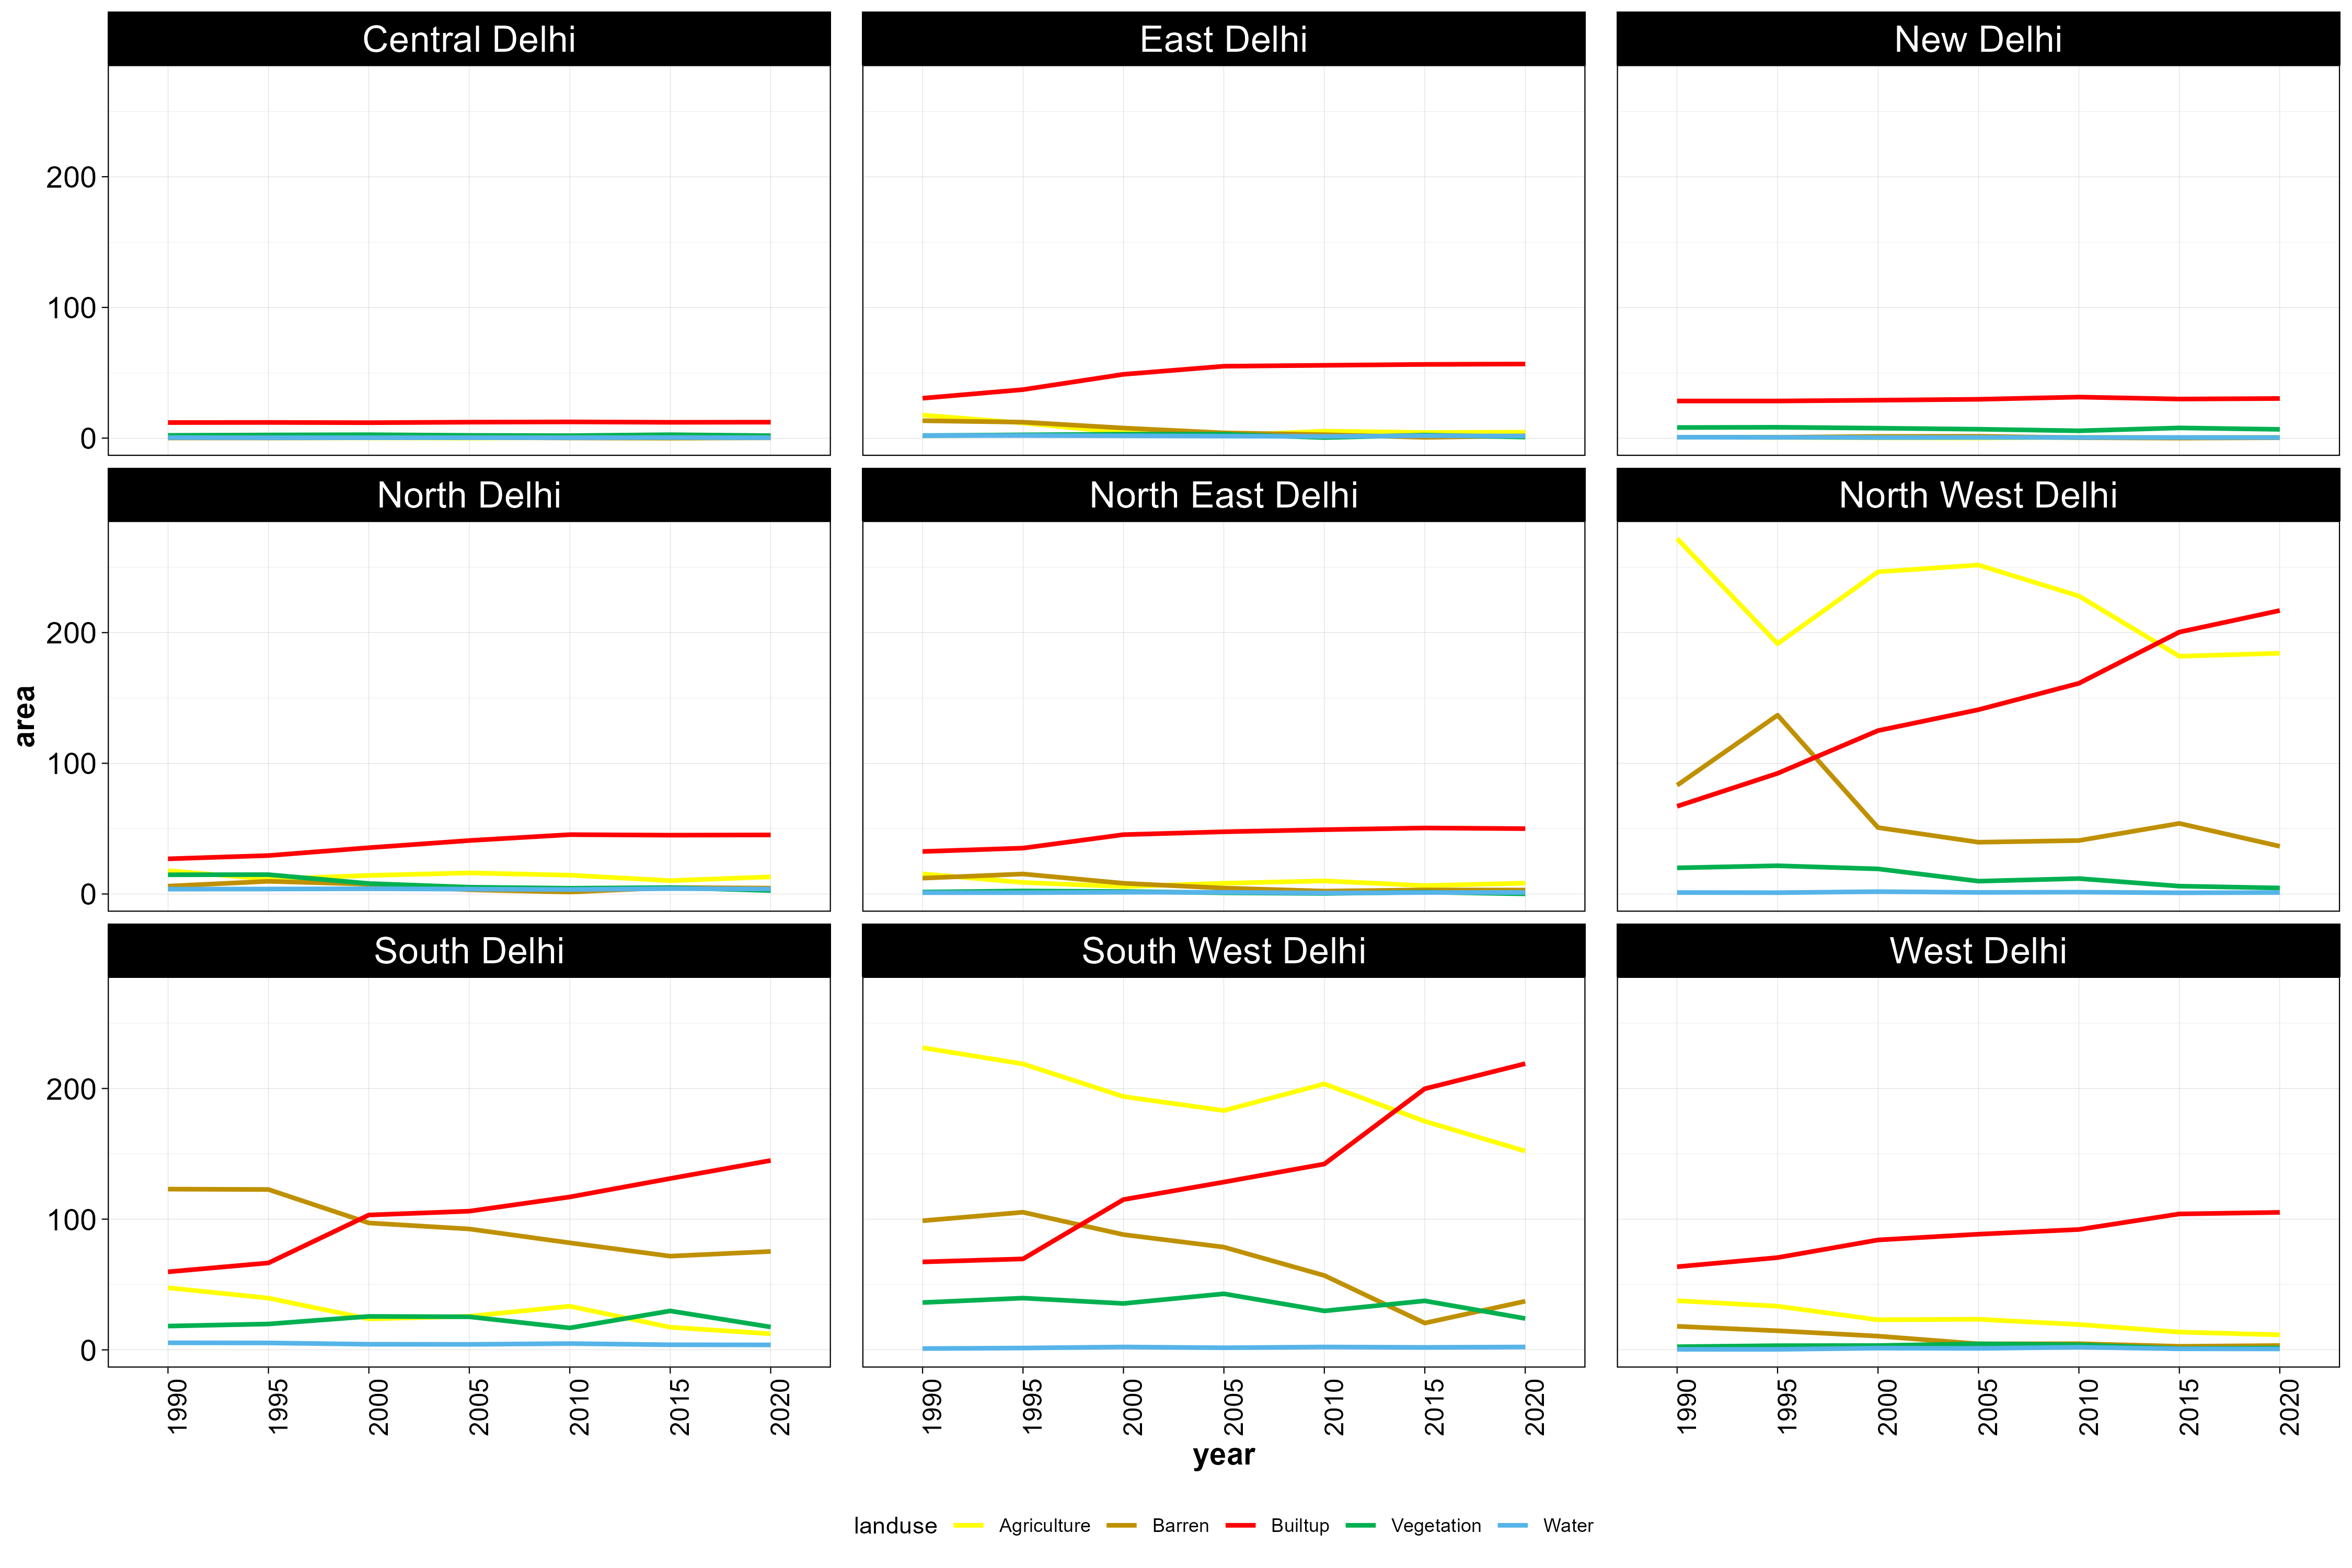 Central Delhi
East Delhi
New Delhi
200
100
0
North Delhi
North East Delhi
North West Delhi
200
100
0
area
South Delhi
South West Delhi
West Delhi
200
100
0
1990 1995 2000 2005 2010 2015 2020
1990 1995 2000 2005 2010 2015 2020
1990 1995 2000 2005 2010 2015 2020
year
landuse Agriculture Barren Builtup Vegetation Water